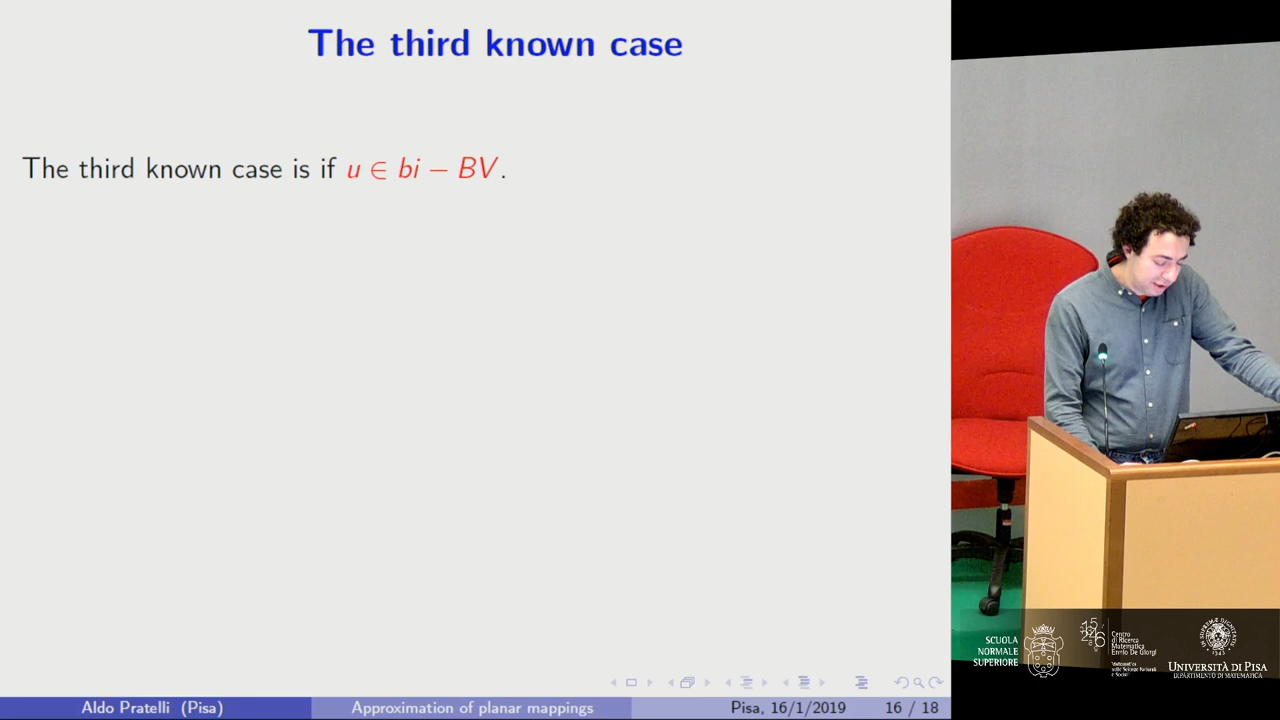 The third known case
The third known case is if u ∈ bi − BV.
Aldo Pratelli (Pisa)
Approximation of planar mappings
Pisa, 16/1/2019
16 / 18
SCUOLA
NORMALE
SUPERIORE
Centro
di Ricerca
Matematica
Ennio De Giorgi
UNIVERSITÀ DI PISA
DIPARTIMENTO DI MATEMATICA